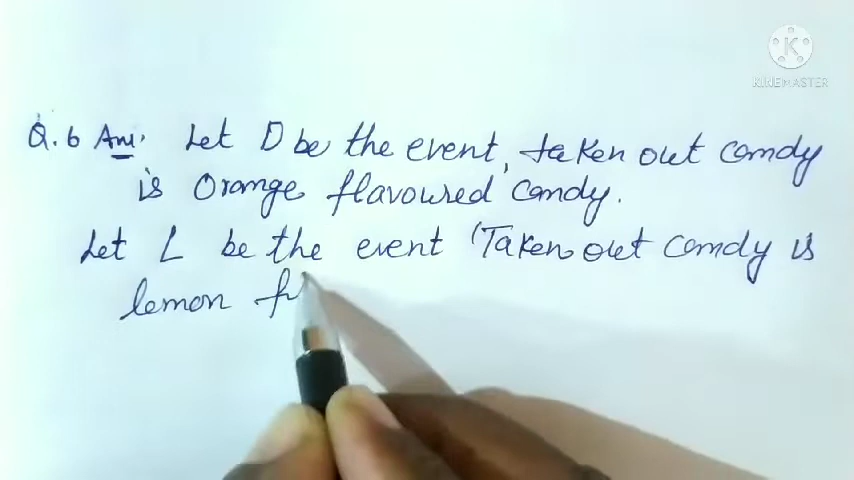 Q.6 Ans. Let O be the event, taken out candy
is Orange flavoured candy.
Let L be the event 'Taken out candy is
lemon f
K
KINEMASTER